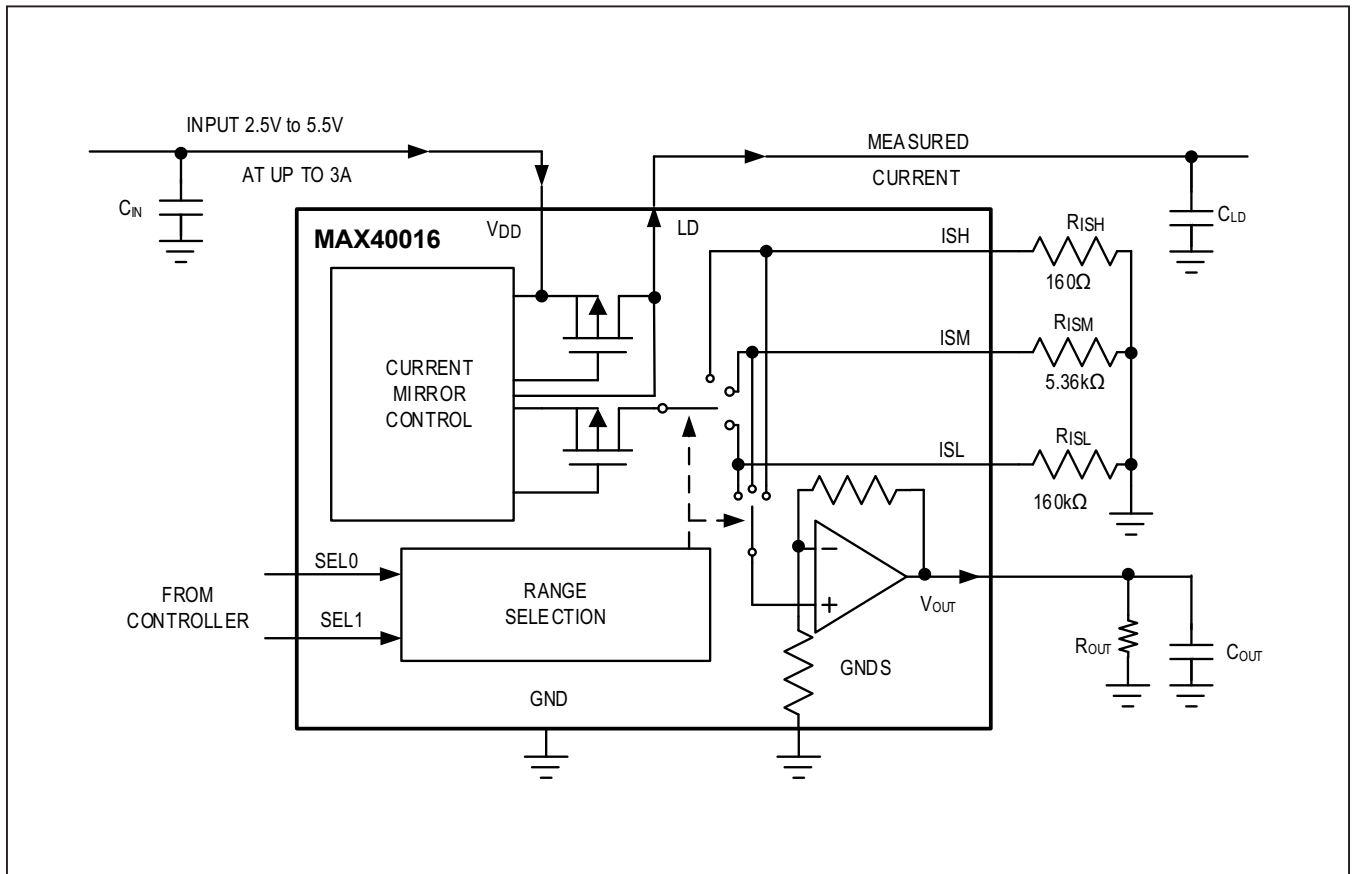 INPUT 2.5V to 5.5V
AT UP TO 3A
MEASURED
CURRENT
CIN
CLD
MAX40016
VDD
LD
ISH
RISH
160Ω
ISM
RISM
5.36kΩ
CURRENT
MIRROR
CONTROL
ISL
RISL
160kΩ
SEL0
FROM
CONTROLLER
SEL1
RANGE
SELECTION
VOUT
ROUT
COUT
GNDS
GND